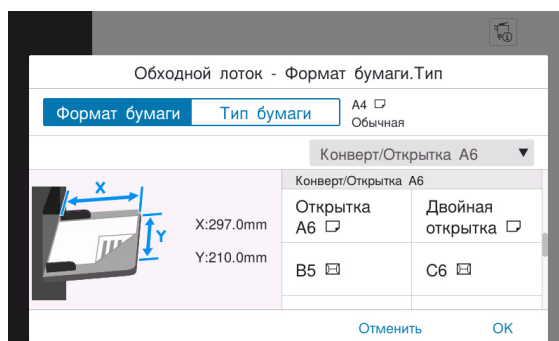 Обходной лоток - Формат бумаги.Тип
Формат бумаги Тип бумаги A4
Обычная
Конверт/Открытка A6
Конверт/Открытка A6
X
Y
X:297.0mm
Y:210.0mm
Открытка
A6
Двойная
открытка
B5
C6
Отменить OK